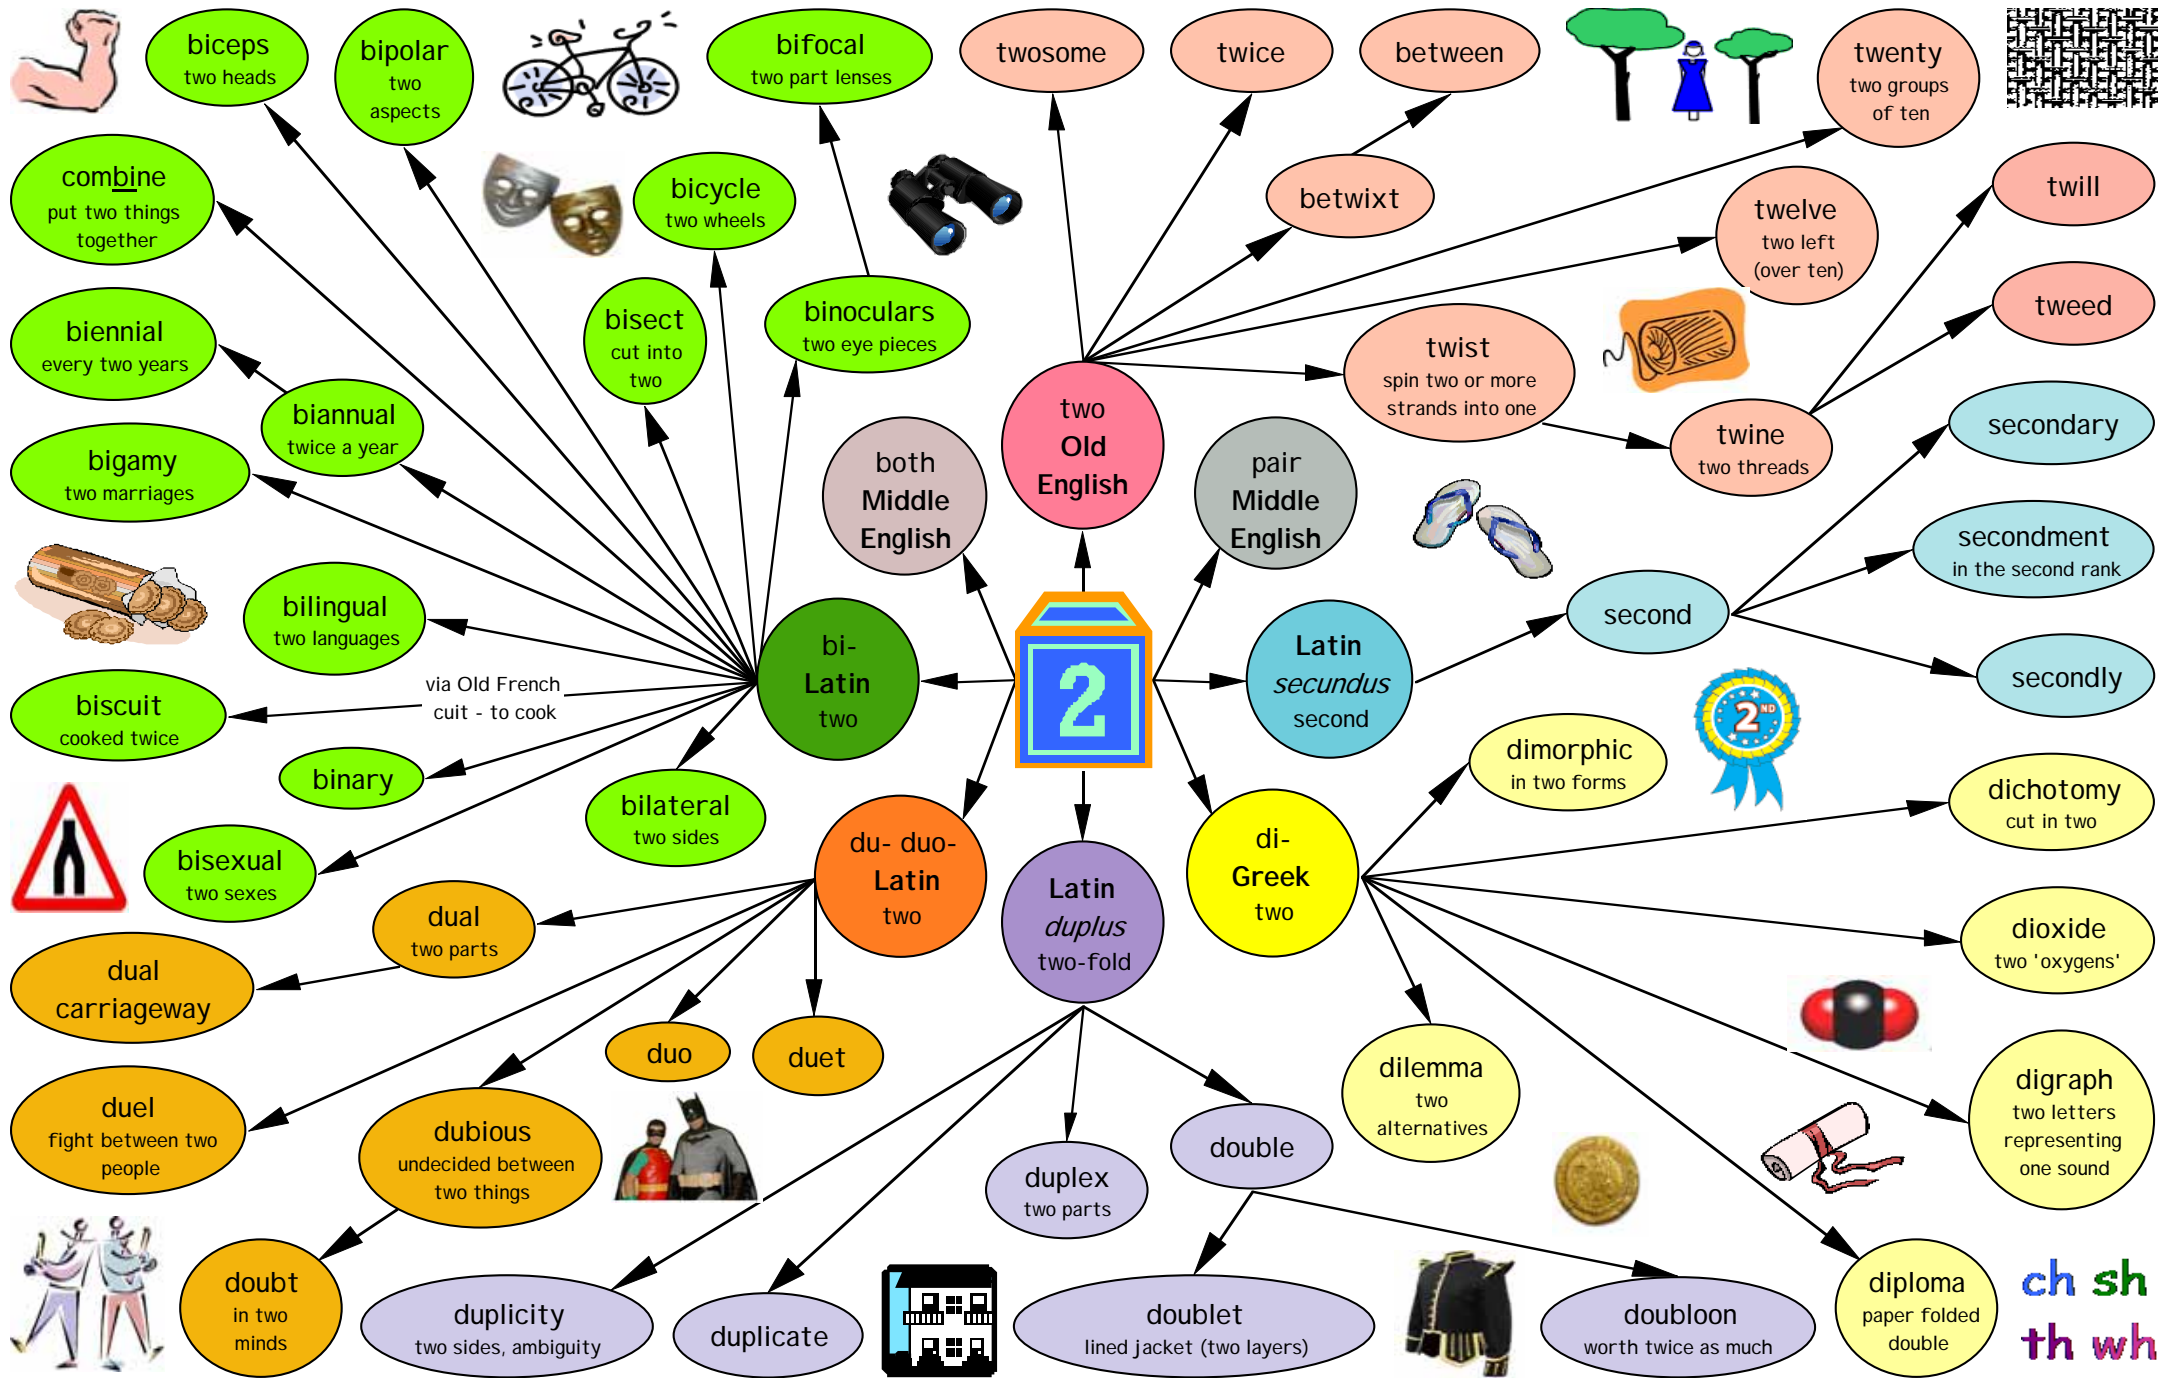 biceps
two heads
bipolar
two
aspects
bifocal
two part lenses
twosome
twice
between
twenty
two groups
of ten
combine
put two things
together
bicycle
two wheels
betwixt
twelve
two left
(over ten)
twill
biennial
every two years
bisect
cut into
two
binoculars
two eye pieces
twist
spin two or more
strands into one
tweed
biannual
twice a year
two
Old
English
both
Middle
English
pair
Middle
English
twine
two threads
secondary
bigamy
two marriages
secondment
in the second rank
bilingual
two languages
second
bi-
Latin
two
2
Latin
secundus
second
secondly
via Old French
cuit - to cook
biscuit
cooked twice
2ND
binary
bilateral
two sides
dimorphic
in two forms
dichotomy
cut in two
bisexual
two sexes
du- duo-
Latin
two
Latin
duplus
two-fold
di-
Greek
two
dual
two parts
dioxide
two 'oxygens'
dual
carriageway
duo
duet
dilemma
two
alternatives
digraph
two letters
representing
one sound
duel
fight between two
people
dubious
undecided between
two things
double
duplex
two parts
doubt
in two
minds
duplicity
two sides, ambiguity
duplicate
doublet
lined jacket (two layers)
doubloon
worth twice as much
diploma
paper folded
double
ch sh
th wh